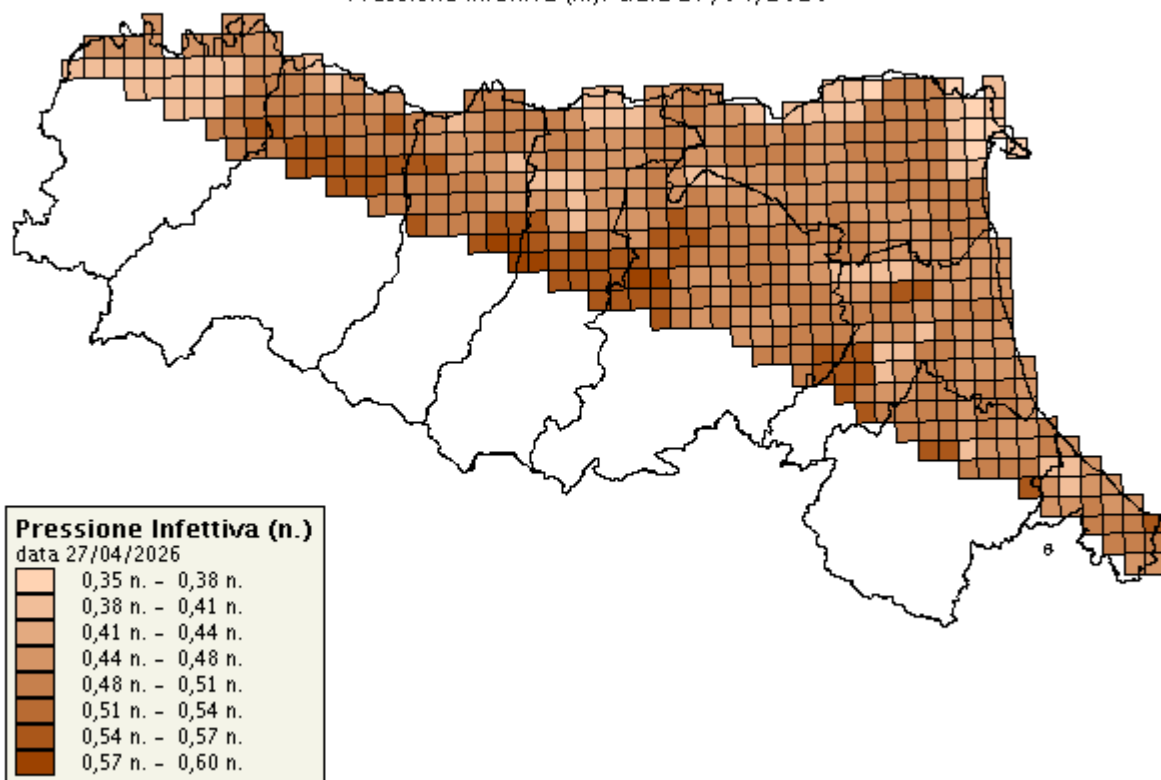 Pressione Infettiva (n.)
data 27/04/2026
0,35 n. - 0,38 n.
0,38 n. - 0,41 n.
0,41 n. - 0,44 n.
0,44 n. - 0,48 n.
0,48 n. - 0,51 n.
0,51 n. - 0,54 n.
0,54 n. - 0,57 n.
0,57 n. - 0,60 n.